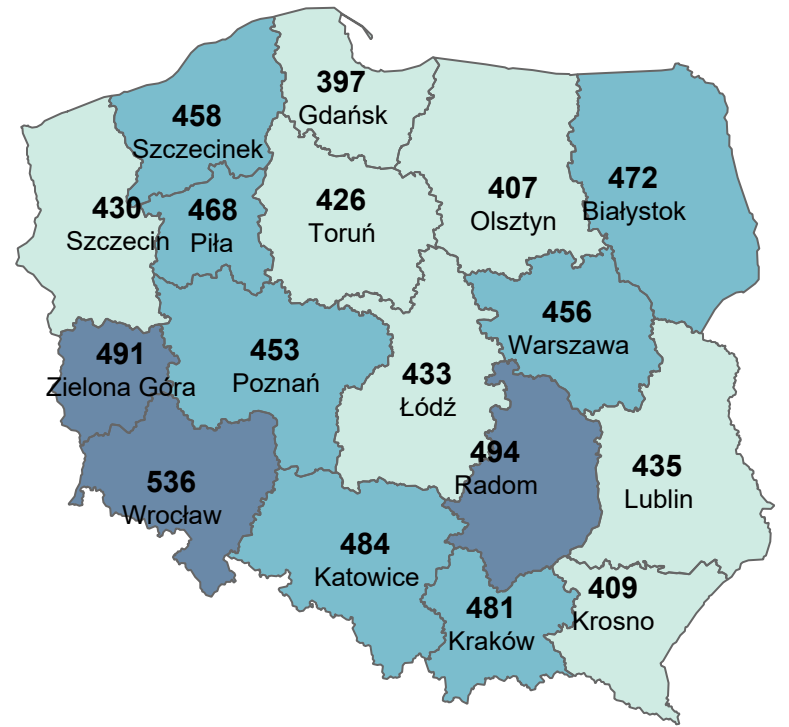 397
Gdańsk
458
Szczecinek
472
Białystok
407
Olsztyn
426
Toruń
430
Szczecin
468
Piła
456
Warszawa
491
Zielona Góra
453
Poznań
433
Łódź
494
Radom
435
Lublin
536
Wrocław
484
Katowice
481
Kraków
409
Krosno